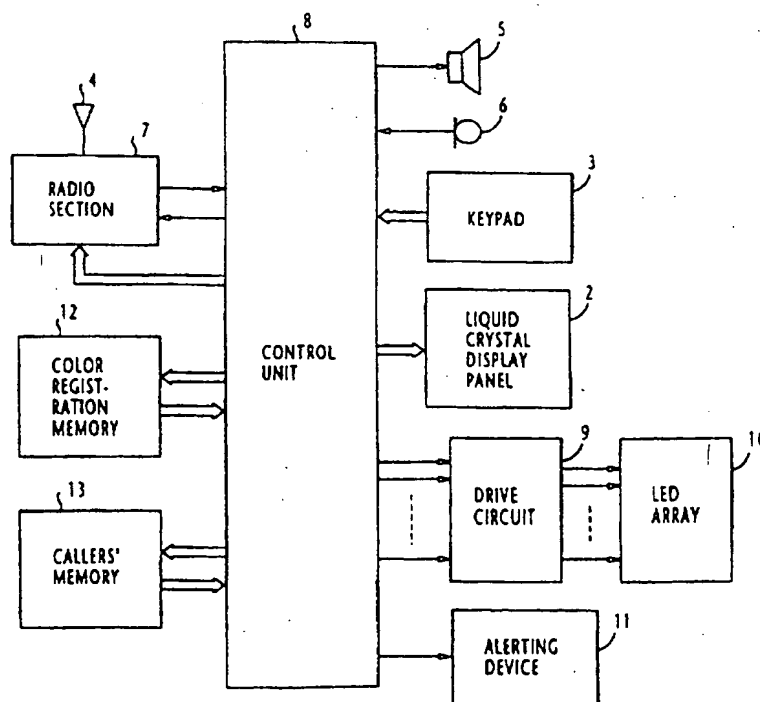 8
5
4
6
7
RADIO
SECTION
3
KEYPAD
12
COLOR
REGIST-
RATION
MEMORY
CONTROL
UNIT
2
LIQUID
CRYSTAL
DISPLAY
PANEL
9
DRIVE
CIRCUIT
10
LED
ARRAY
13
CALLERS'
MEMORY
11
ALERTING
DEVICE